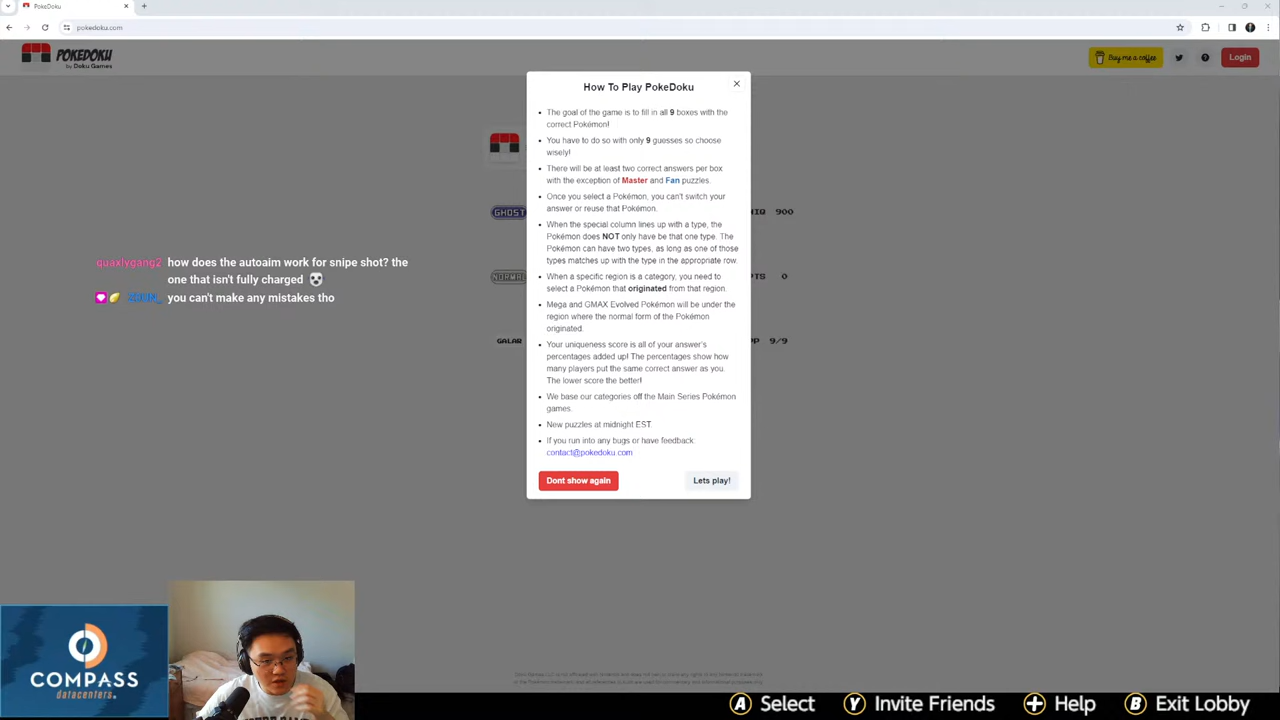 PokeDoku
pokedoku.com
POKEDOKU
by Doku Games
Buy me a coffee
Login
How To Play PokeDoku
The goal of the game is to fill in all 9 boxes with the
correct Pokémon!
You have to do so with only 9 guesses so choose
wisely!
There will be at least two correct answers per box
with the exception of Master and Fan puzzles.
Once you select a Pokémon, you can't switch your
answer or reuse that Pokémon.
When the special column lines up with a type, the
Pokémon does NOT only have be that one type. The
Pokémon can have two types, as long as one of those
types matches up with the type in the appropriate row.
When a specific region is a category, you need to
select a Pokémon that originated from that region.
Mega and GMAX Evolved Pokémon will be under the
region where the normal form of the Pokémon
originated.
Your uniqueness score is all of your answer's
percentages added up! The percentages show how
many players put the same correct answer as you.
The lower score the better!
We base our categories off the Main Series Pokémon
games.
New puzzles at midnight EST.
If you run into any bugs or have feedback:
contact@pokedoku.com
Dont show again
Lets play!
GHOST
NORMAL
GALAR
900
0
9/9
quaxlygang2 how does the autoaim work for snipe shot? the
one that isn't fully charged
you can't make any mistakes tho
COMPASS
datacenters.
A Select
Y Invite Friends
+ Help
B Exit Lobby